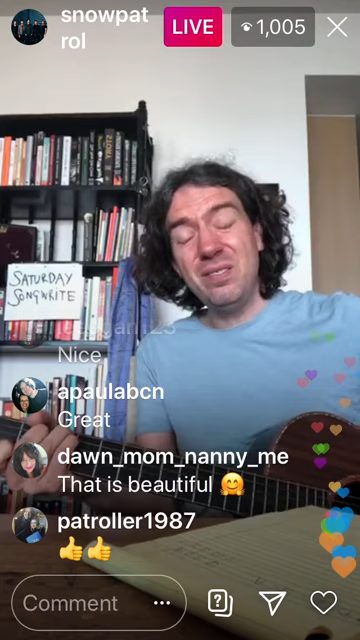 snowpat
rol
LIVE
1,005
SATURDAY
SONGWRITE
Nice
apaulabcn
Great
dawn_mom_nanny_me
That is beautiful 🤗
patroller1987
👍👍
Comment